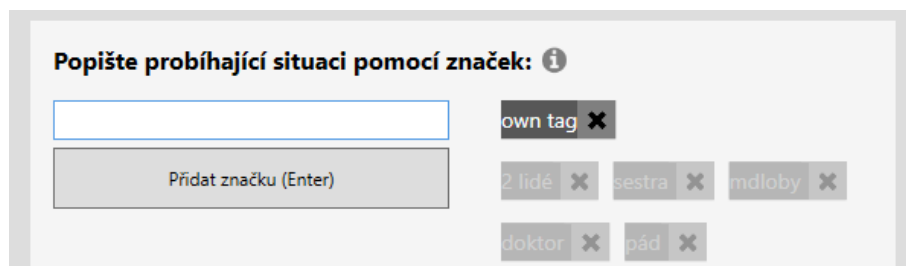 Popište probíhající situaci pomocí značek:
own tag
Přidat značku (Enter)
2 lidé sestra mdloby
doktor pád